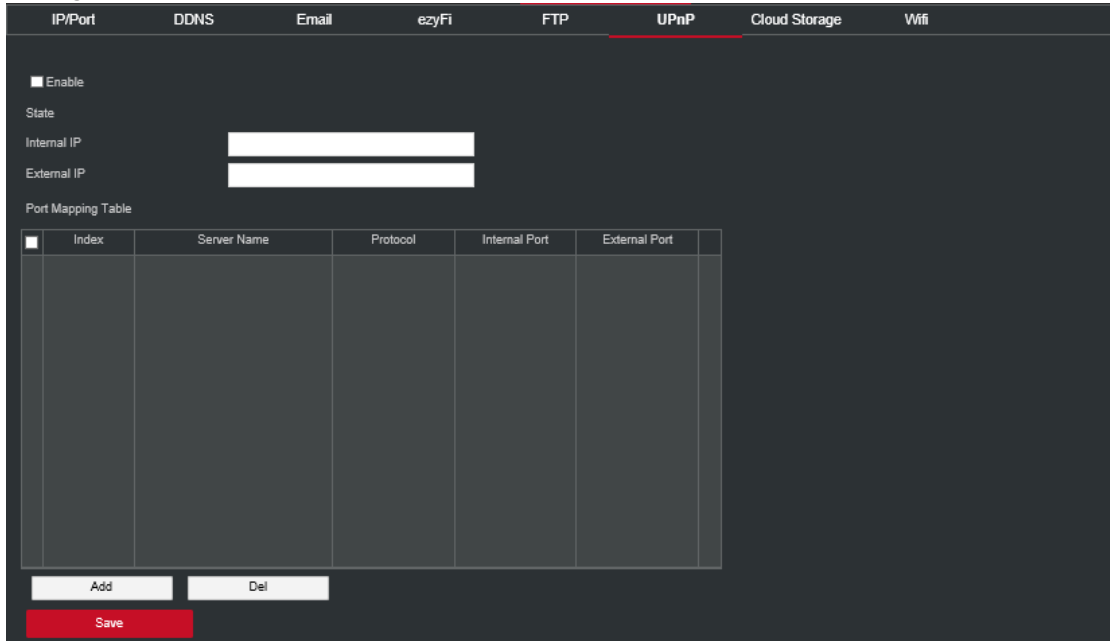 IP/Port DDNS Email ezyFi FTP UPnP Cloud Storage Wifi
Enable
State
Internal IP
External IP
Port Mapping Table
Index Server Name Protocol Internal Port External Port
Add Del
Save